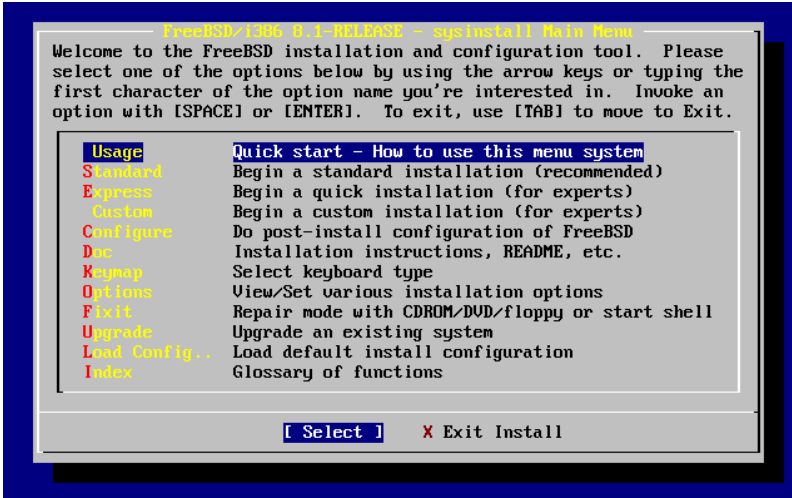 FreeBSD/i386 8.1-RELEASE - sysinstall Main Menu
Welcome to the FreeBSD installation and configuration tool.  Please
select one of the options below by using the arrow keys or typing the
first character of the option name you're interested in.  Invoke an
option with [SPACE] or [ENTER].  To exit, use [TAB] to move to Exit.
Usage Quick start - How to use this menu system
Standard Begin a standard installation (recommended)
Express Begin a quick installation (for experts)
Custom Begin a custom installation (for experts)
Configure Do post-install configuration of FreeBSD
Doc Installation instructions, README, etc.
Keymap Select keyboard type
Options View/Set various installation options
Fixit Repair mode with CDROM/DVD/floppy or start shell
Upgrade Upgrade an existing system
Load Config.. Load default install configuration
Index Glossary of functions
[ Select ] X Exit Install